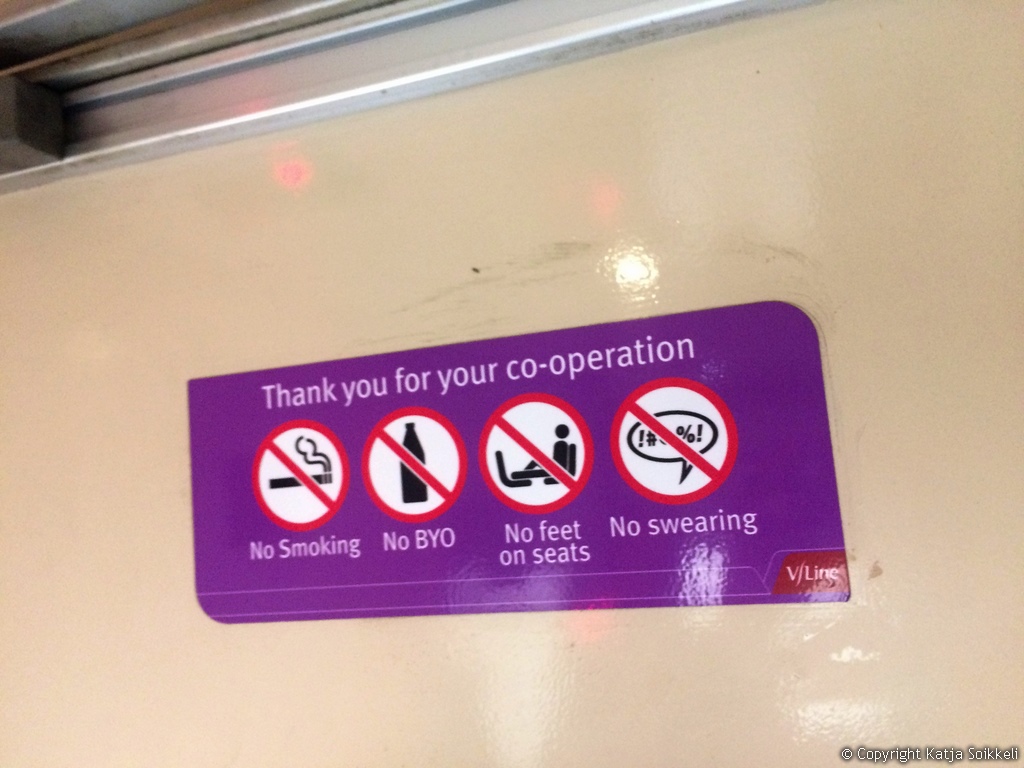 Thank you for your co-operation
No Smoking
No BYO
No feet
on seats
No swearing
V/Line
© Copyright Katja Soikkeli